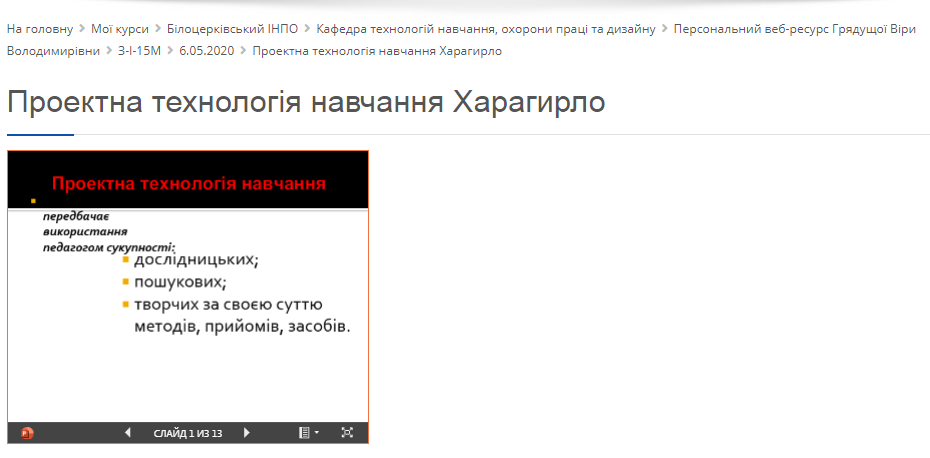 На головну > Мої курси > Білоцерківський ІНПО > Кафедра технологій навчання, охорони праці та дизайну > Персональний веб-ресурс Грядущої Віри
Володимирівни > З-І-15М > 6.05.2020 > Проектна технологія навчання Харагирло
Проектна технологія навчання Харагирло
Проектна технологія навчання
передбачає
використання
педагогом сукупності:
дослідницьких;
пошукових;
творчих за своєю суттю
методів, прийомів, засобів.
СЛАЙД 1 ИЗ 13